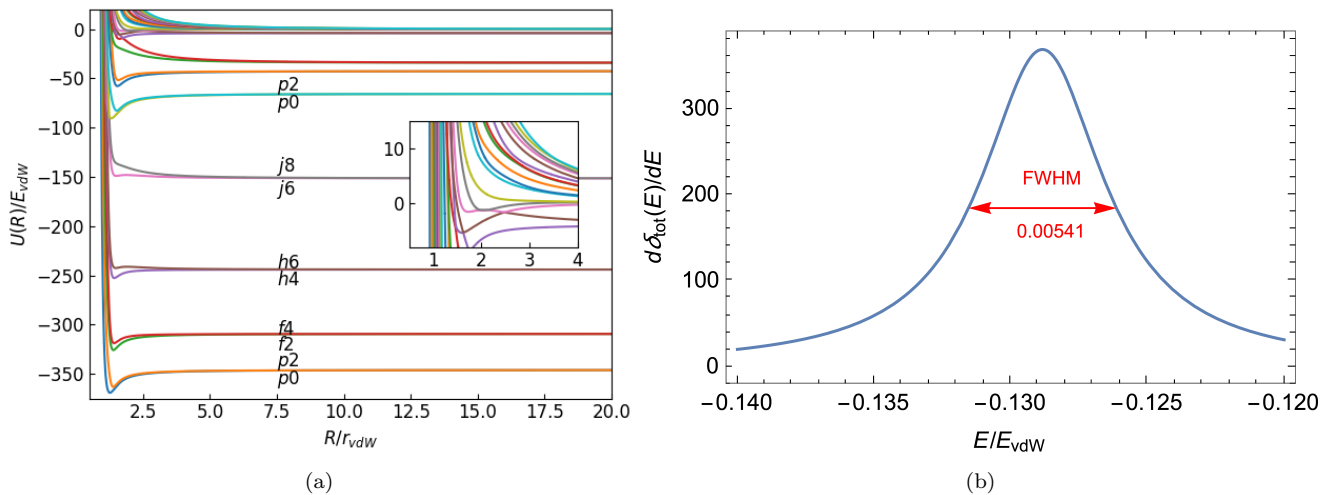 0
−50
−100
−150
−200
−250
−300
−350
U(R)/E_vdW
p2
p0
j8
j6
h6
h4
f4
f2
p2
p0
10
0
1 2 3 4
2.5 5.0 7.5 10.0 12.5 15.0 17.5 20.0
R/r_vdW
(a)
300
200
100
0
dδ_tot(E)/dE
FWHM
0.00541
−0.140 −0.135 −0.130 −0.125 −0.120
E/E_vdW
(b)